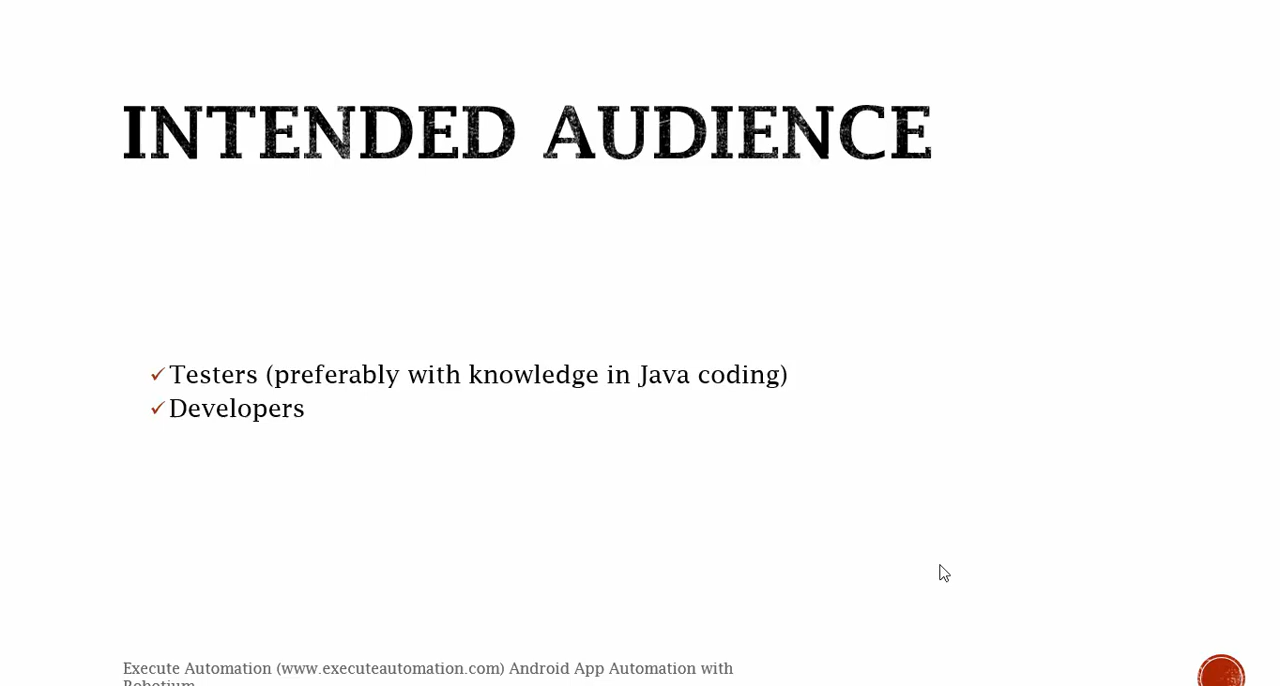 INTENDED AUDIENCE
✓Testers (preferably with knowledge in Java coding)
✓Developers
Execute Automation (www.executeautomation.com) Android App Automation with
Robotium